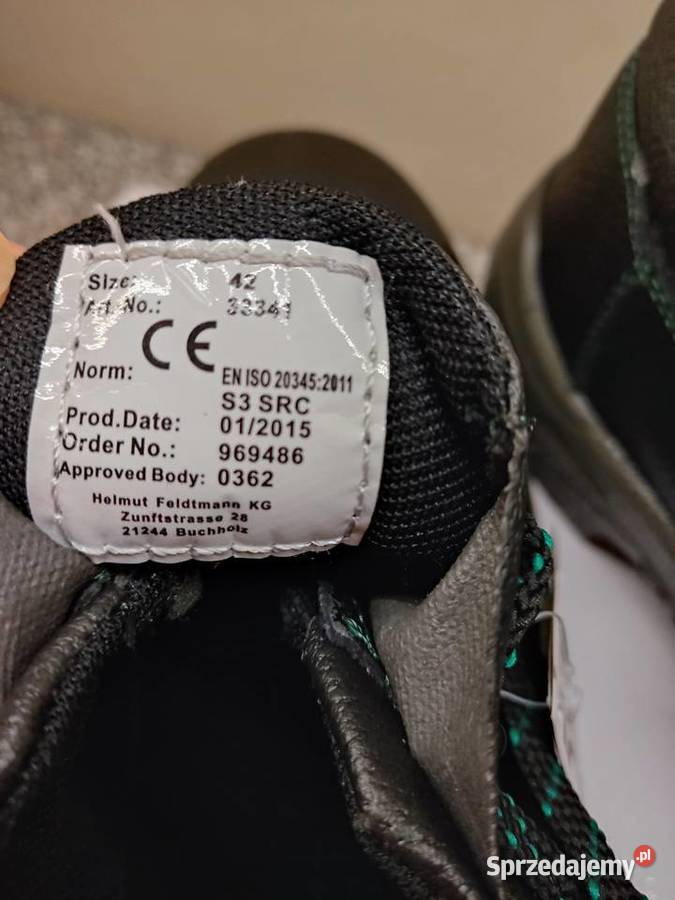 Size: 42
Art. No.: 33341
CE
Norm: EN ISO 20345:2011
S3 SRC
Prod.Date: 01/2015
Order No.: 969486
Approved Body: 0362
Helmut Feldtmann KG
Zunftstrasse 28
21244 Buchholz
Sprzedajemy.pl